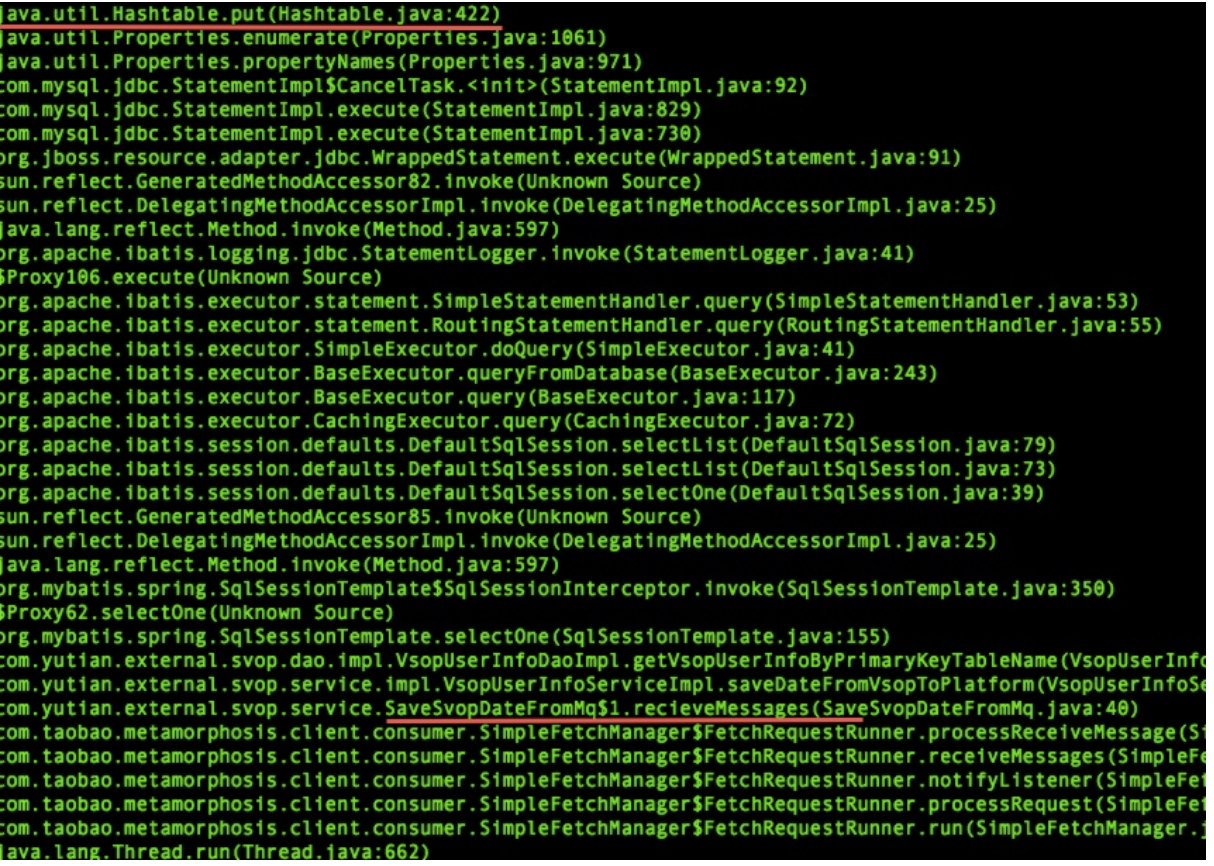 java.util.Hashtable.put(Hashtable.java:422)
java.util.Properties.enumerate(Properties.java:1061)
java.util.Properties.propertyNames(Properties.java:971)
com.mysql.jdbc.StatementImpl$CancelTask.<init>(StatementImpl.java:92)
com.mysql.jdbc.StatementImpl.execute(StatementImpl.java:829)
com.mysql.jdbc.StatementImpl.execute(StatementImpl.java:730)
org.jboss.resource.adapter.jdbc.WrappedStatement.execute(WrappedStatement.java:91)
sun.reflect.GeneratedMethodAccessor82.invoke(Unknown Source)
sun.reflect.DelegatingMethodAccessorImpl.invoke(DelegatingMethodAccessorImpl.java:25)
java.lang.reflect.Method.invoke(Method.java:597)
org.apache.ibatis.logging.jdbc.StatementLogger.invoke(StatementLogger.java:41)
$Proxy106.execute(Unknown Source)
org.apache.ibatis.executor.statement.SimpleStatementHandler.query(SimpleStatementHandler.java:53)
org.apache.ibatis.executor.statement.RoutingStatementHandler.query(RoutingStatementHandler.java:55)
org.apache.ibatis.executor.SimpleExecutor.doQuery(SimpleExecutor.java:41)
org.apache.ibatis.executor.BaseExecutor.queryFromDatabase(BaseExecutor.java:243)
org.apache.ibatis.executor.BaseExecutor.query(BaseExecutor.java:117)
org.apache.ibatis.executor.CachingExecutor.query(CachingExecutor.java:72)
org.apache.ibatis.session.defaults.DefaultSqlSession.selectList(DefaultSqlSession.java:79)
org.apache.ibatis.session.defaults.DefaultSqlSession.selectList(DefaultSqlSession.java:73)
org.apache.ibatis.session.defaults.DefaultSqlSession.selectOne(DefaultSqlSession.java:39)
sun.reflect.GeneratedMethodAccessor85.invoke(Unknown Source)
sun.reflect.DelegatingMethodAccessorImpl.invoke(DelegatingMethodAccessorImpl.java:25)
java.lang.reflect.Method.invoke(Method.java:597)
org.mybatis.spring.SqlSessionTemplate$SqlSessionInterceptor.invoke(SqlSessionTemplate.java:350)
$Proxy62.selectOne(Unknown Source)
org.mybatis.spring.SqlSessionTemplate.selectOne(SqlSessionTemplate.java:155)
com.yutian.external.svop.dao.impl.VsopUserInfoDaoImpl.getVsopUserInfoByPrimaryKeyTableName(VsopUserInfo
com.yutian.external.svop.service.impl.VsopUserInfoServiceImpl.saveDateFromVsopToPlatform(VsopUserInfoSe
com.yutian.external.svop.service.SaveSvopDateFromMq$1.recieveMessages(SaveSvopDateFromMq.java:40)
com.taobao.metamorphosis.client.consumer.SimpleFetchManager$FetchRequestRunner.processReceiveMessage(Si
com.taobao.metamorphosis.client.consumer.SimpleFetchManager$FetchRequestRunner.receiveMessages(SimpleFe
com.taobao.metamorphosis.client.consumer.SimpleFetchManager$FetchRequestRunner.notifyListener(SimpleFet
com.taobao.metamorphosis.client.consumer.SimpleFetchManager$FetchRequestRunner.processRequest(SimpleFet
com.taobao.metamorphosis.client.consumer.SimpleFetchManager$FetchRequestRunner.run(SimpleFetchManager.j
java.lang.Thread.run(Thread.java:662)